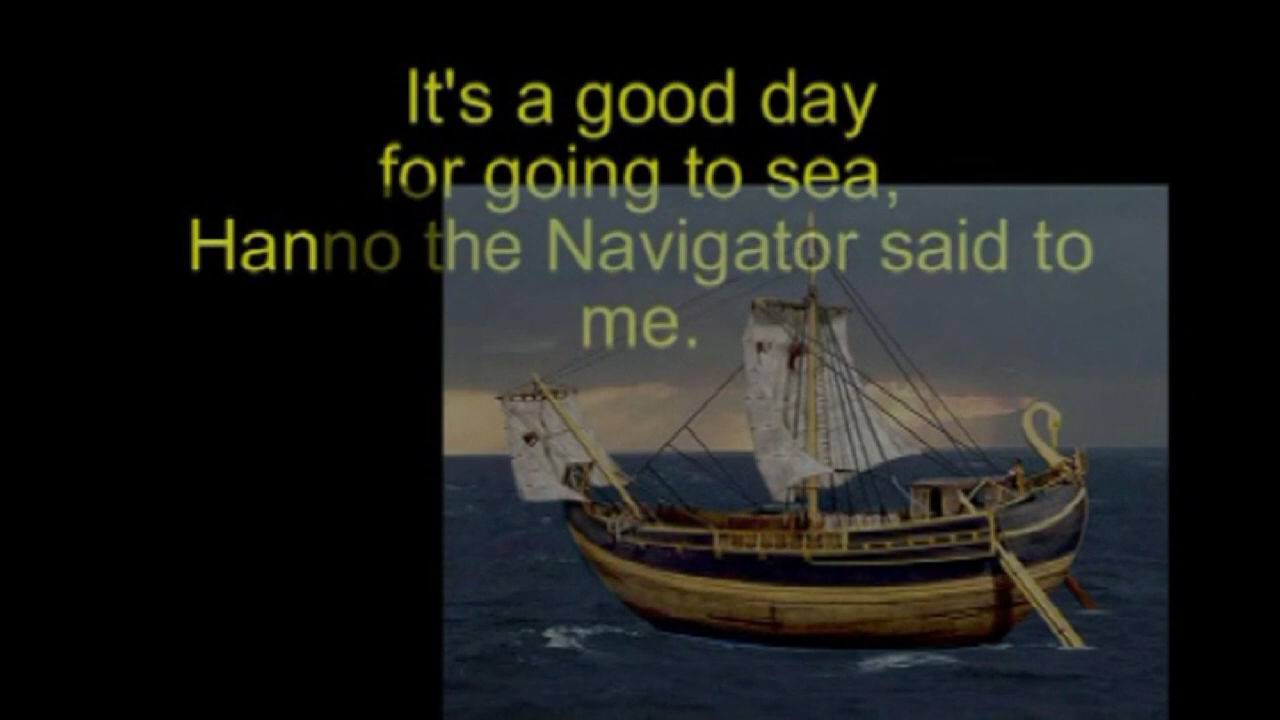 It's a good day
for going to sea,
Hanno the Navigator said to
me.